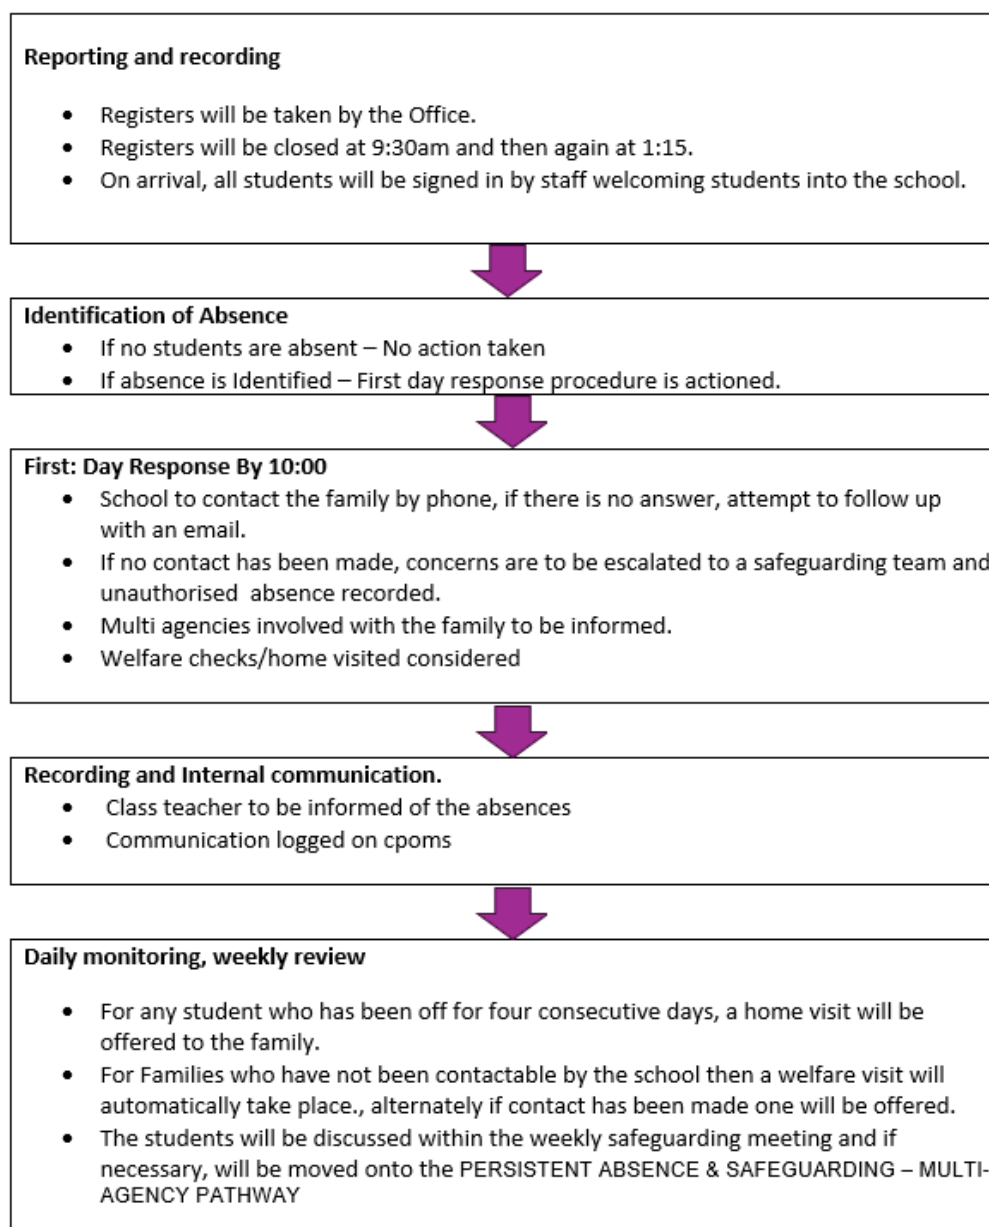 Reporting and recording
• Registers will be taken by the Office.
• Registers will be closed at 9:30am and then again at 1:15.
• On arrival, all students will be signed in by staff welcoming students into the school.
Identification of Absence
• If no students are absent – No action taken
• If absence is Identified – First day response procedure is actioned.
First: Day Response By 10:00
• School to contact the family by phone, if there is no answer, attempt to follow up
with an email.
• If no contact has been made, concerns are to be escalated to a safeguarding team and
unauthorised  absence recorded.
• Multi agencies involved with the family to be informed.
• Welfare checks/home visited considered
Recording and Internal communication.
• Class teacher to be informed of the absences
• Communication logged on cpoms
Daily monitoring, weekly review
• For any student who has been off for four consecutive days, a home visit will be
offered to the family.
• For Families who have not been contactable by the school then a welfare visit will
automatically take place., alternately if contact has been made one will be offered.
• The students will be discussed within the weekly safeguarding meeting and if
necessary, will be moved onto the PERSISTENT ABSENCE & SAFEGUARDING – MULTI-
AGENCY PATHWAY